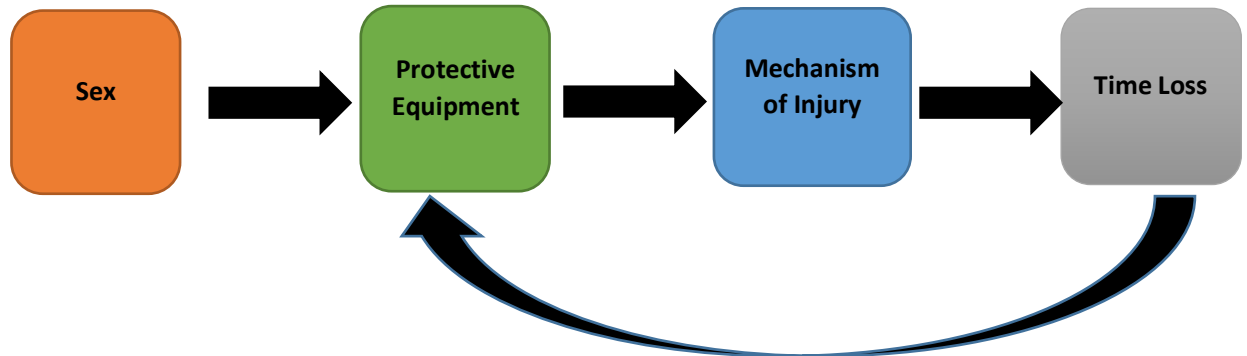 Sex
Protective
Equipment
Mechanism
of Injury
Time Loss